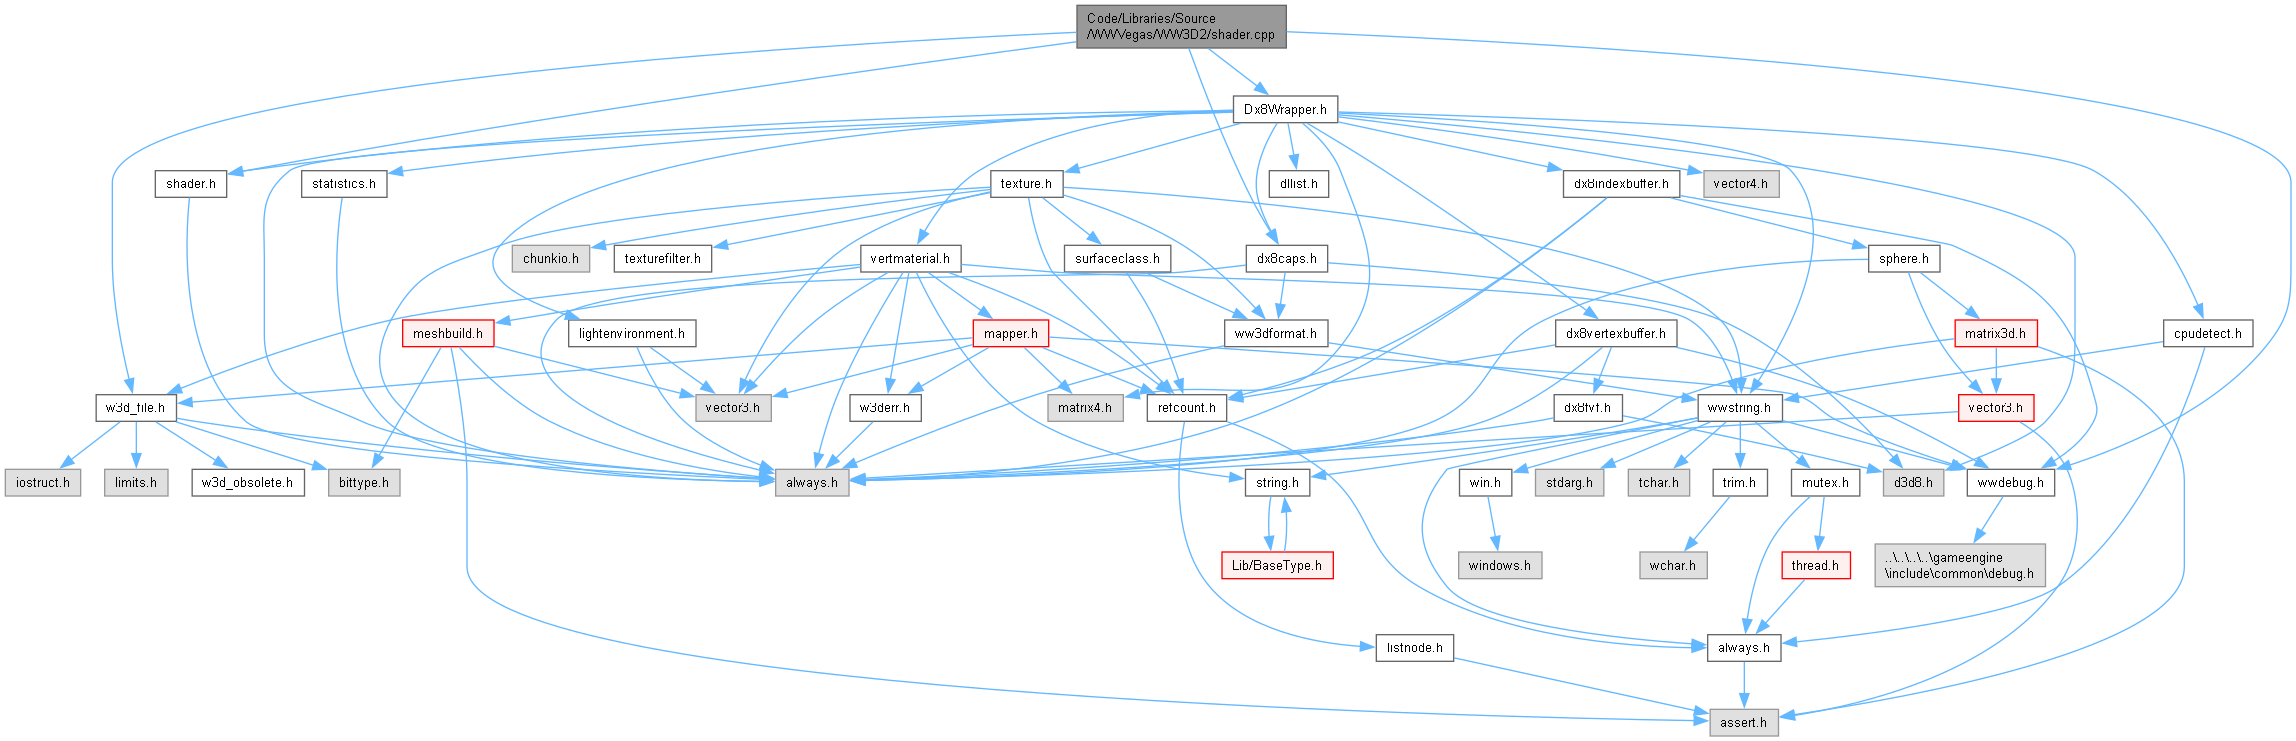 Code/Libraries/Source
/WWVegas/WW3D2/shader.cpp
Dx8Wrapper.h
shader.h
statistics.h
texture.h
dllist.h
dx8indexbuffer.h
vector4.h
chunkio.h
texturefilter.h
vertmaterial.h
surfaceclass.h
dx8caps.h
sphere.h
meshbuild.h
lightenvironment.h
mapper.h
ww3dformat.h
dx8vertexbuffer.h
matrix3d.h
cpudetect.h
w3d_file.h
vector3.h
w3derr.h
matrix4.h
refcount.h
dx8fvf.h
wwstring.h
vector3.h
iostruct.h
limits.h
w3d_obsolete.h
bittype.h
always.h
string.h
win.h
stdarg.h
tchar.h
trim.h
mutex.h
d3d8.h
wwdebug.h
Lib/BaseType.h
windows.h
wchar.h
thread.h
..\..\..\..\gameengine
\include\common\debug.h
listnode.h
always.h
assert.h